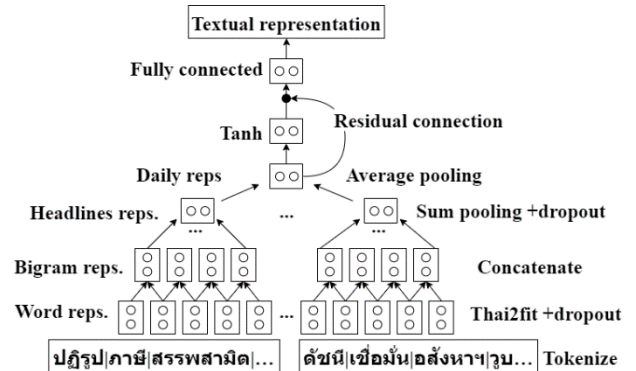 Textual representation
Fully connected
Residual connection
Tanh
Daily reps
Average pooling
...
Headlines reps.
Sum pooling +dropout
...
...
Bigram reps.
Concatenate
Word reps.
...
Thai2fit +dropout
ปฏิรูป|ภาษี|สรรพสามิต|...
ดัชนี|เชื่อมั่น|อสังหาฯ|วูบ...
Tokenize